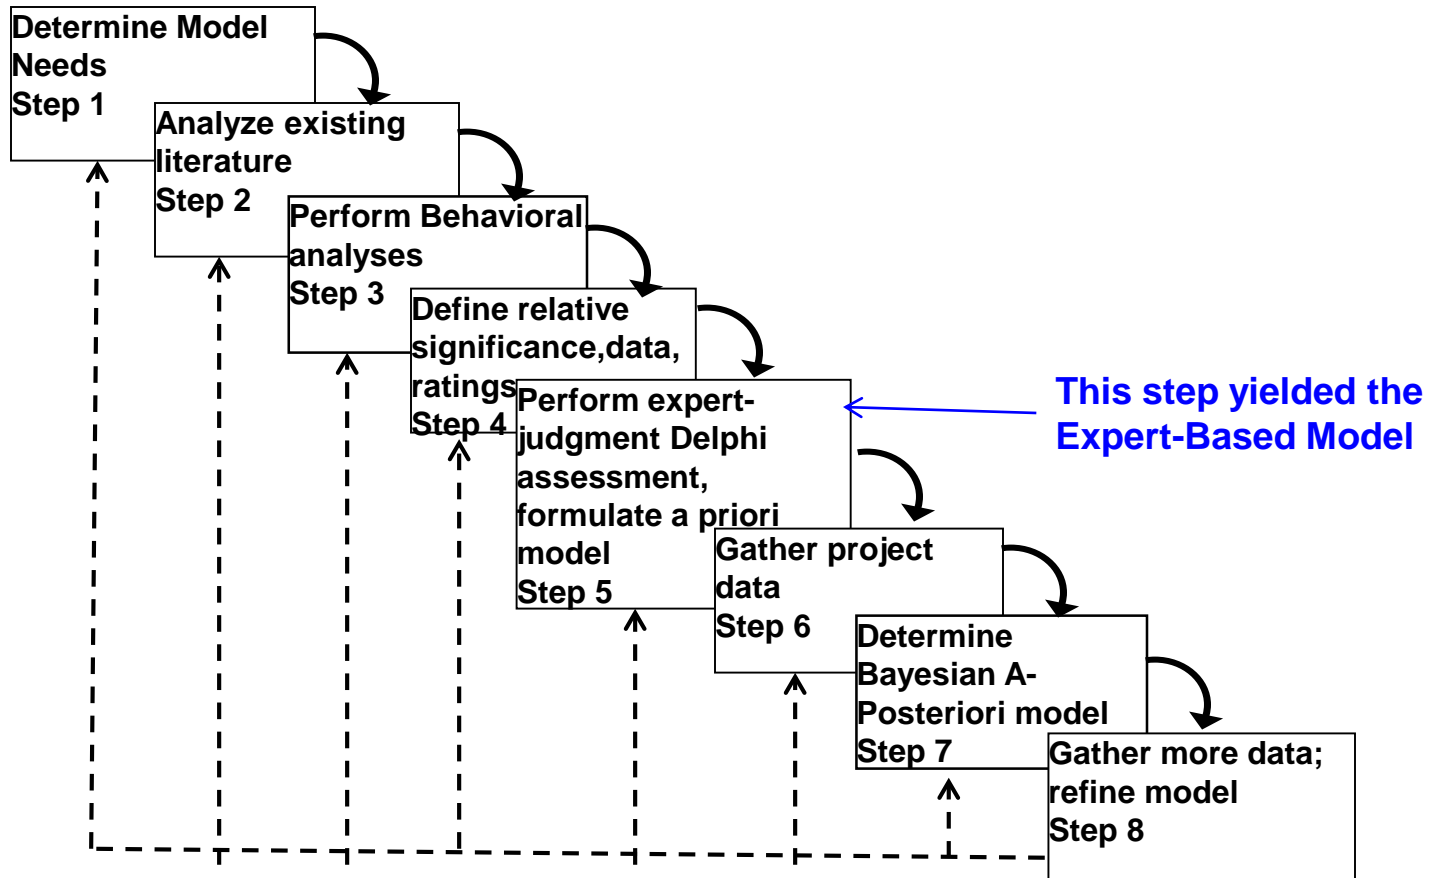 Determine Model
Needs
Step 1
Analyze existing
literature
Step 2
Perform Behavioral
analyses
Step 3
Define relative
significance,data,
ratings
Step 4
Perform expert-
judgment Delphi
assessment,
formulate a priori
model
Step 5
This step yielded the
Expert-Based Model
Gather project
data
Step 6
Determine
Bayesian A-
Posteriori model
Step 7
Gather more data;
refine model
Step 8